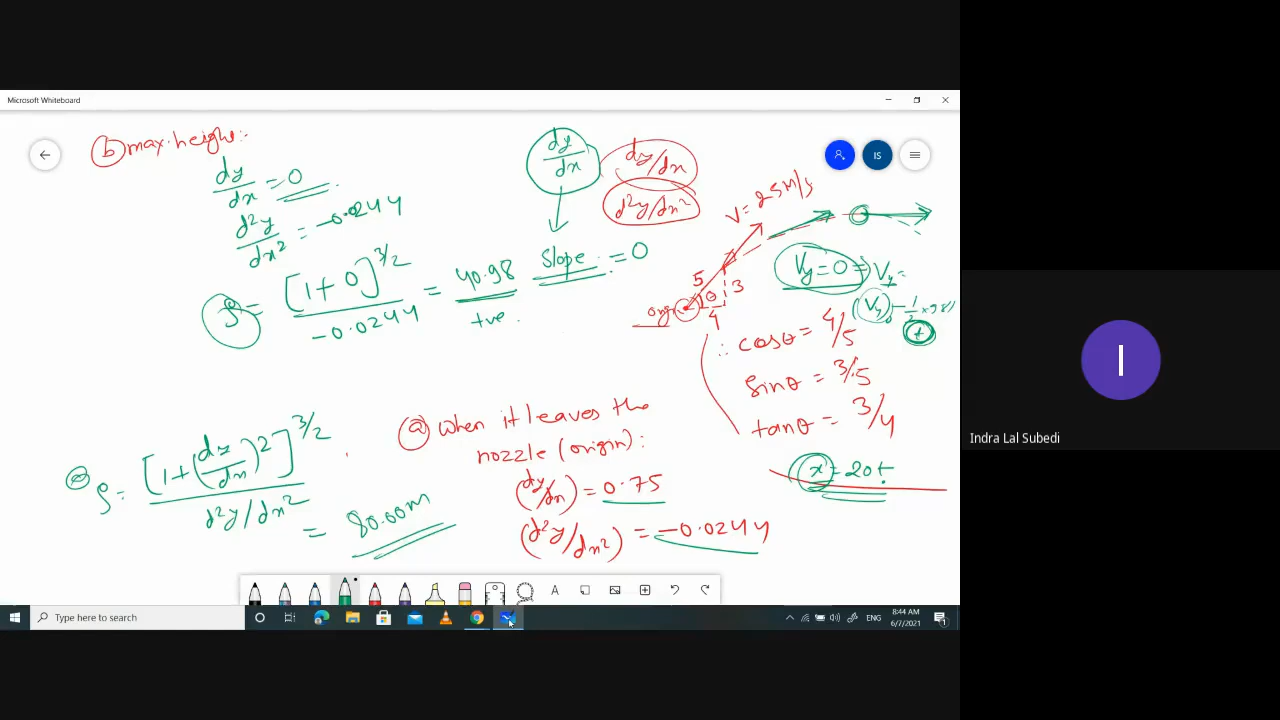 Microsoft Whiteboard
ⓑ max. height:
dy/dx = 0
d²y/dx² = -0.0244
ρ = [1+0]^3/2 / -0.0244 = 40.98
+ve.
dy/dx
dy/dx
d²y/dx²
Slope = 0
V = 25 M/s
5
θ
3
4
Vy = 0 = Vy
cosθ = 4/5
sinθ = 3/5
tanθ = 3/4
x = 20t
ⓐ When it leaves the
nozzle (origin):
(dy/dx) = 0.75
(d²y/dx²) = -0.0244
ρ = [1+(dx/dx)²]^3/2 / d²y/dx² = 80.00m
IS
I
Indra Lal Subedi
Type here to search
ENG
8:44 AM
6/7/2021